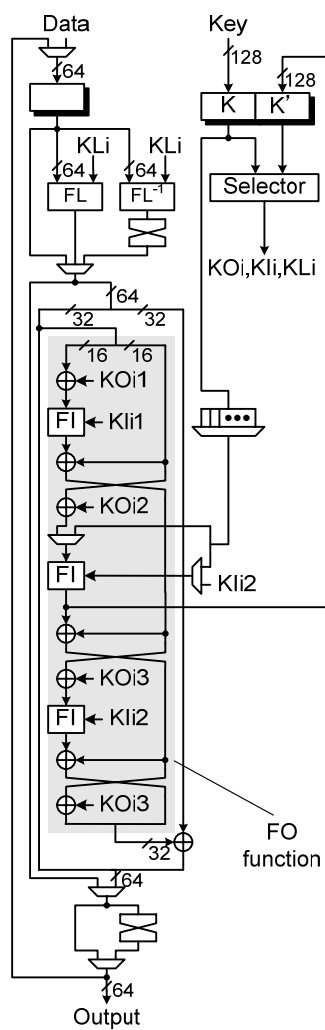 Data
Key
64
128
128
K
K'
KLi
KLi
64
64
FL
FL⁻¹
Selector
KOi,KIi,KLi
64
32
32
16
16
KOi1
FI
KIi1
KOi2
FI
KIi2
KOi3
FI
KIi2
KOi3
32
FO
function
64
64
Output